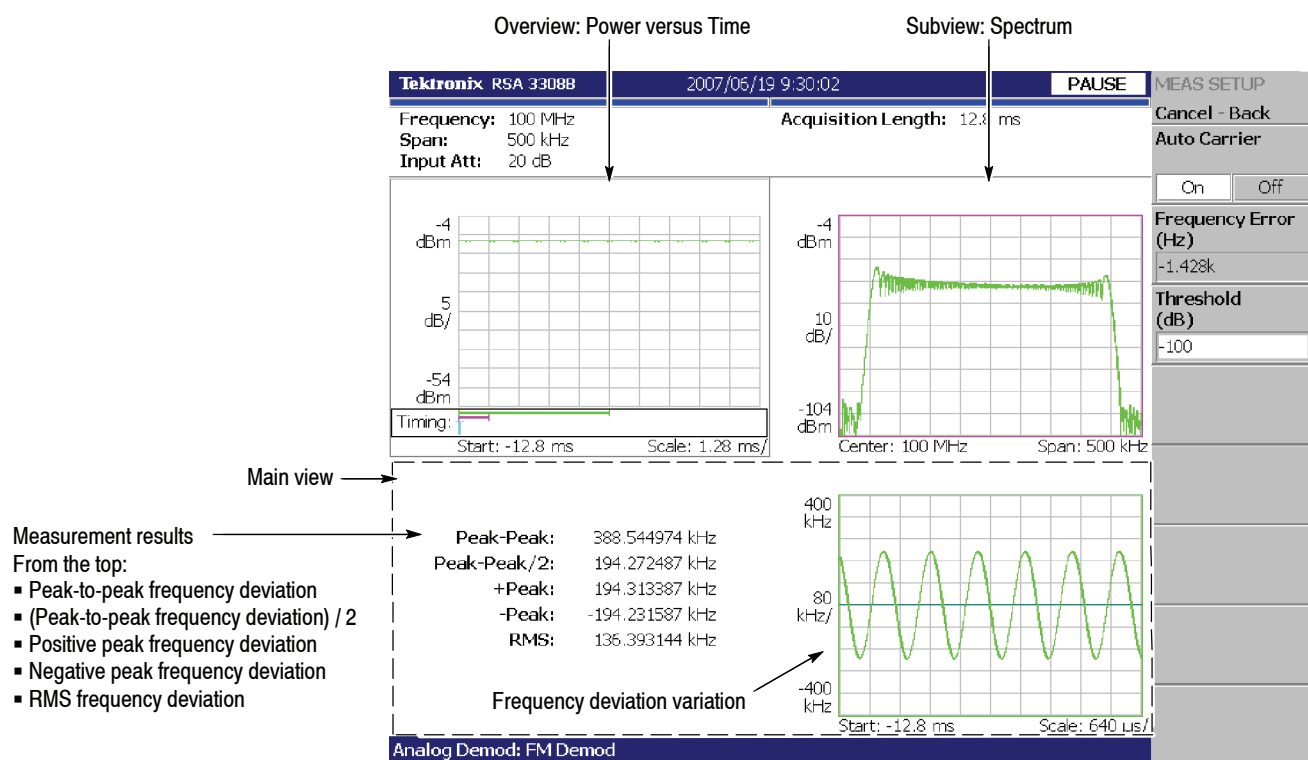 Overview: Power versus Time
Subview: Spectrum
Tektronix RSA 3308B
2007/06/19 9:30:02
PAUSE
MEAS SETUP
Frequency: 100 MHz
Span: 500 kHz
Input Att: 20 dB
Acquisition Length: 12.8 ms
Cancel - Back
Auto Carrier
On
Off
Frequency Error
(Hz)
-1.428k
Threshold
(dB)
-100
-4
dBm
5
dB/
-54
dBm
Timing:
Start: -12.8 ms
Scale: 1.28 ms/
-4
dBm
10
dB/
-104
dBm
Center: 100 MHz
Span: 500 kHz
Main view
Measurement results
From the top:
▪ Peak-to-peak frequency deviation
▪ (Peak-to-peak frequency deviation) / 2
▪ Positive peak frequency deviation
▪ Negative peak frequency deviation
▪ RMS frequency deviation
Peak-Peak: 388.544974 kHz
Peak-Peak/2: 194.272487 kHz
+Peak: 194.313387 kHz
-Peak: -194.231587 kHz
RMS: 136.393144 kHz
Frequency deviation variation
400
kHz
80
kHz/
-400
kHz
Start: -12.8 ms
Scale: 640 µs/
Analog Demod: FM Demod